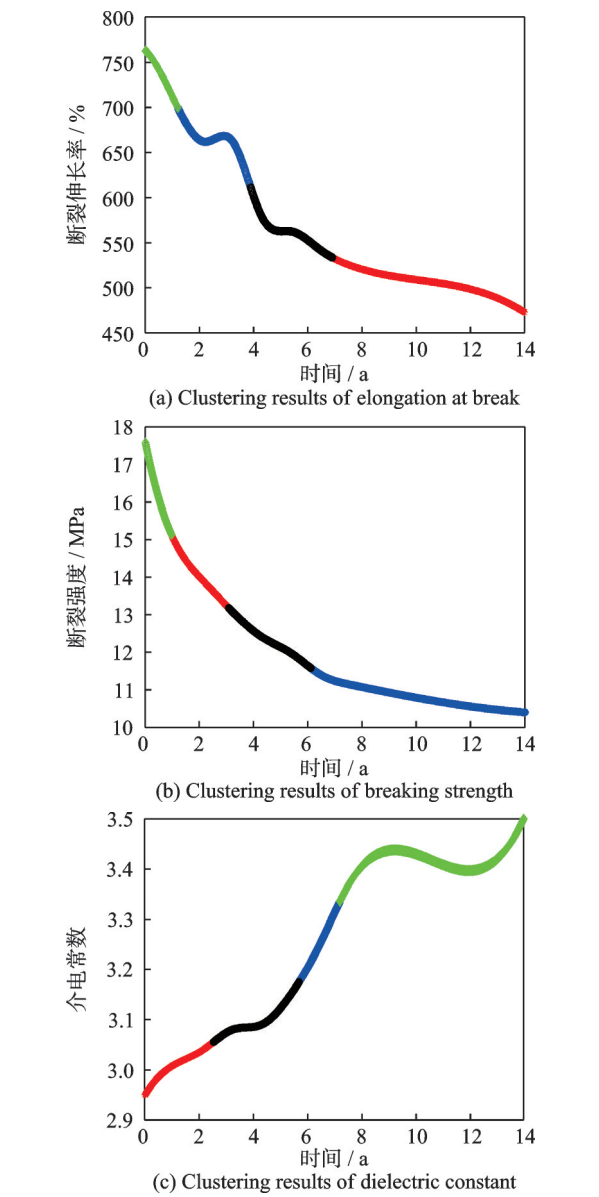 800
750
700
650
600
550
500
450
断裂伸长率 / %
0 2 4 6 8 10 12 14
时间 / a
(a) Clustering results of elongation at break
18
17
16
15
14
13
12
11
10
断裂强度 / MPa
0 2 4 6 8 10 12 14
时间 / a
(b) Clustering results of breaking strength
3.5
3.4
3.3
3.2
3.1
3.0
2.9
介电常数
0 2 4 6 8 10 12 14
时间 / a
(c) Clustering results of dielectric constant